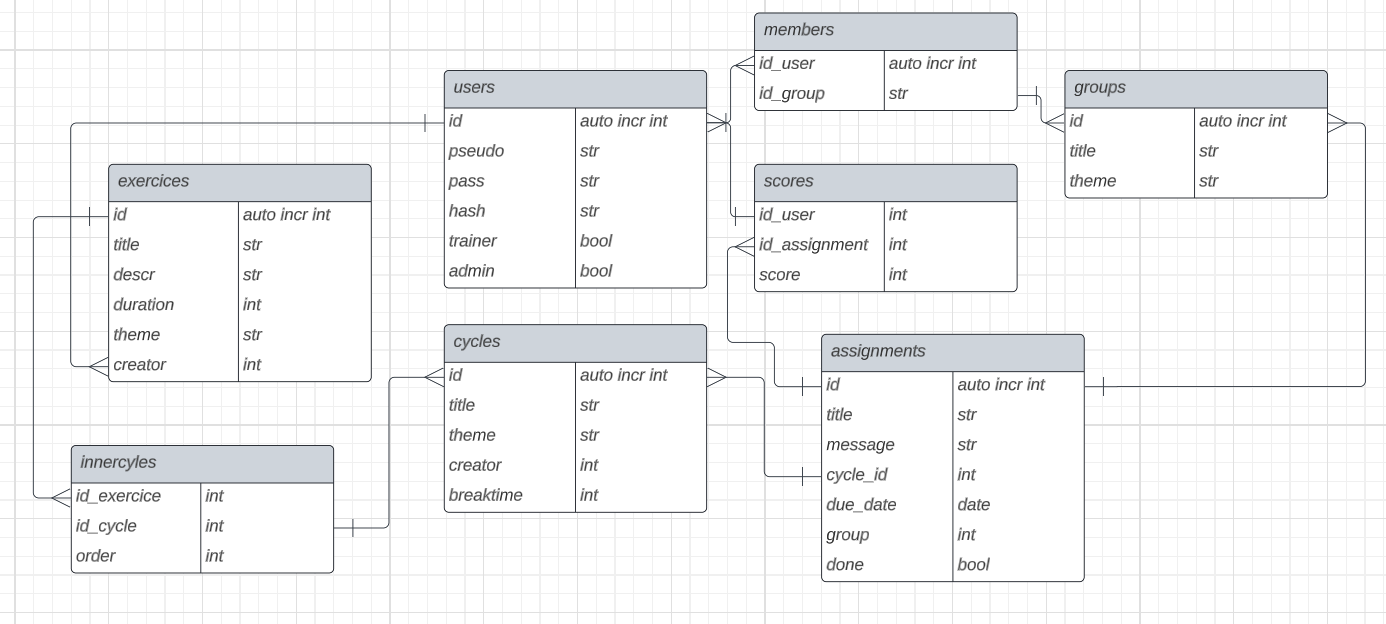 members
id_user auto incr int
id_group str
users
id auto incr int
pseudo str
pass str
hash str
trainer bool
admin bool
groups
id auto incr int
title str
theme str
exercices
id auto incr int
title str
descr str
duration int
theme str
creator int
scores
id_user int
id_assignment int
score int
cycles
id auto incr int
title str
theme str
creator int
breaktime int
assignments
id auto incr int
title str
message str
cycle_id int
due_date date
group int
done bool
innercyles
id_exercice int
id_cycle int
order int